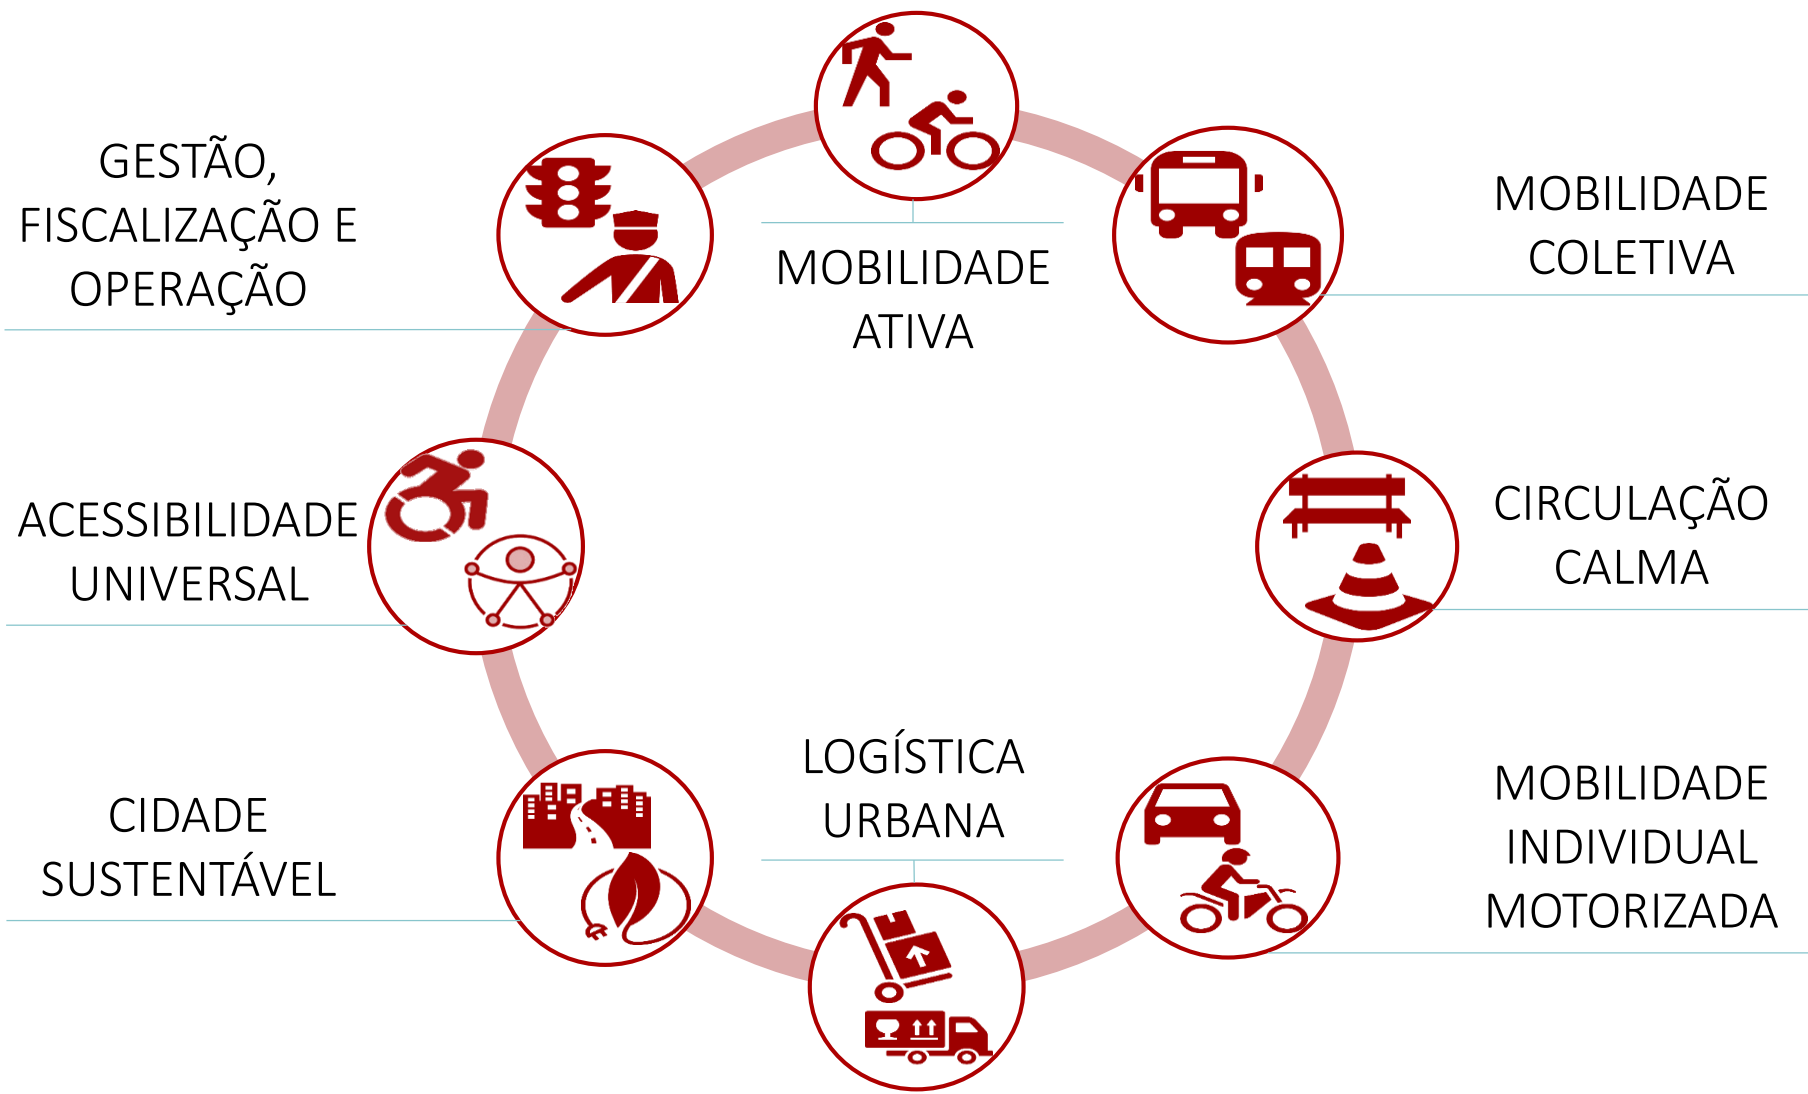 GESTÃO,
FISCALIZAÇÃO E
OPERAÇÃO
MOBILIDADE
ATIVA
MOBILIDADE
COLETIVA
ACESSIBILIDADE
UNIVERSAL
CIRCULAÇÃO
CALMA
CIDADE
SUSTENTÁVEL
LOGÍSTICA
URBANA
MOBILIDADE
INDIVIDUAL
MOTORIZADA